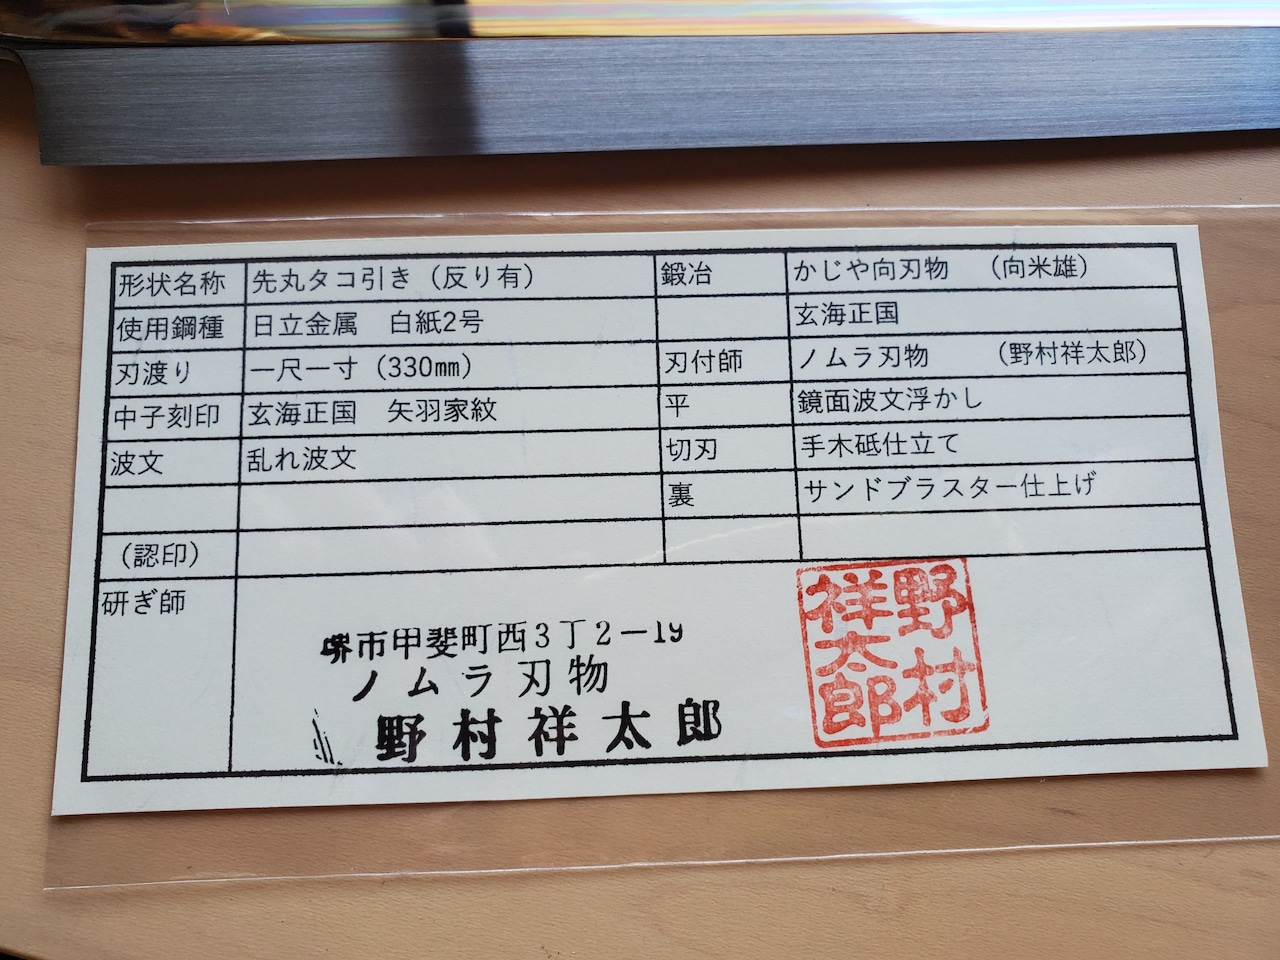 形状名称 先丸タコ引き（反り有） 鍛冶 かじや向刃物 （向米雄）
使用鋼種 日立金属 白紙2号 玄海正国
刃渡り 一尺一寸（330㎜） 刃付師 ノムラ刃物 （野村祥太郎）
中子刻印 玄海正国 矢羽家紋 平 鏡面波文浮かし
波文 乱れ波文 切刃 手木砥仕立て
裏 サンドブラスター仕上げ
（認印）
研ぎ師
堺市甲斐町西3丁2－19
ノムラ刃物
野村祥太郎
野村
祥太郎